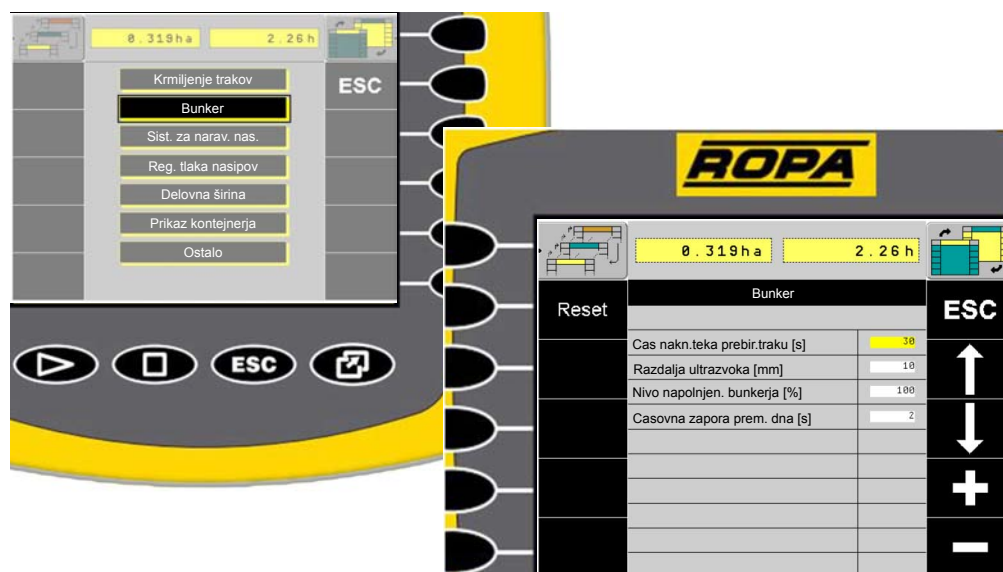 0.319ha 2.26h
Krmiljenje trakov
ESC
Bunker
Sist. za narav. nas.
Reg. tlaka nasipov
Delovna širina
Prikaz kontejnerja
Ostalo
ESC
ROPA
0.319ha 2.26h
Reset
Bunker
ESC
Cas nakn.teka prebir.traku [s] 30
Razdalja ultrazvoka [mm] 10
Nivo napolnjen. bunkerja [%] 100
Casovna zapora prem. dna [s] 2